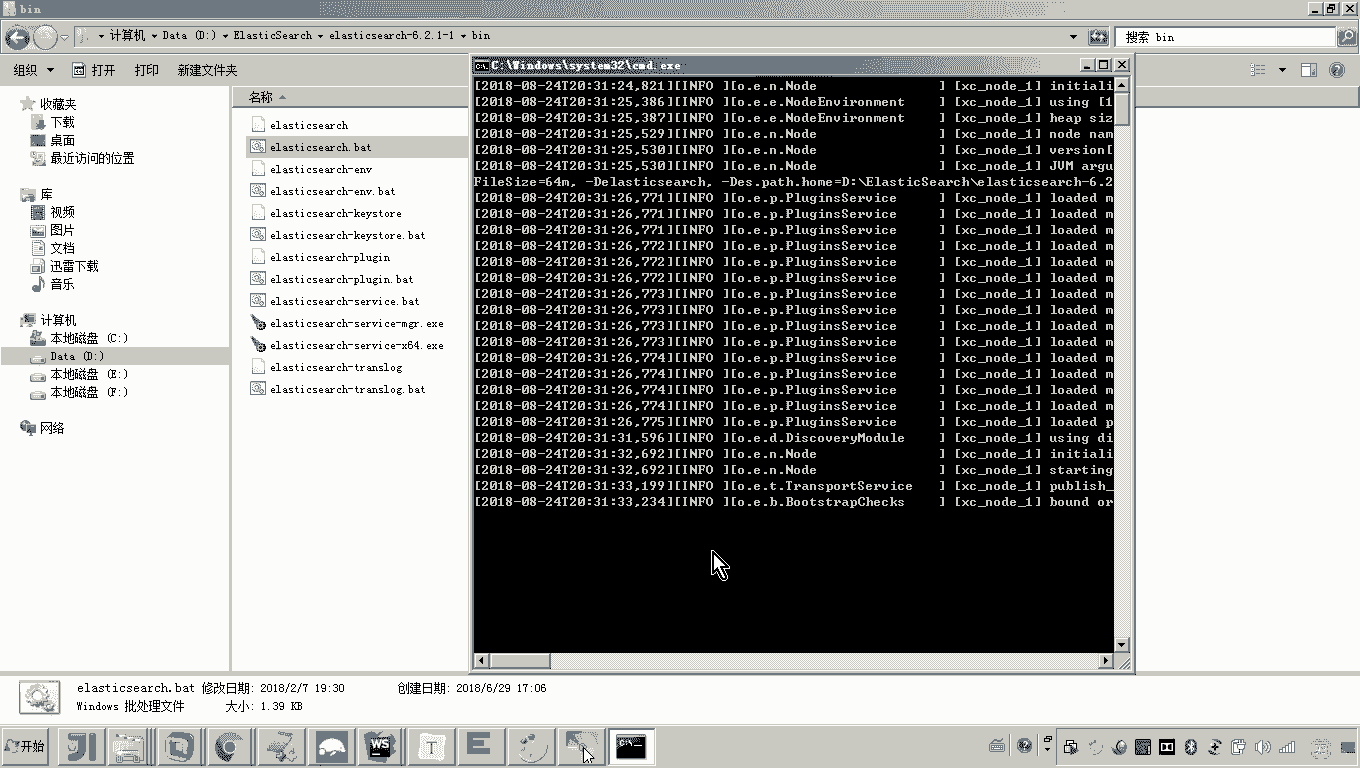 bin
计算机 Data (D:) ElasticSearch elasticsearch-6.2.1-1 bin
搜索 bin
组织 打开 打印 新建文件夹
收藏夹
下载
桌面
最近访问的位置
库
视频
图片
文档
迅雷下载
音乐
计算机
本地磁盘 (C:)
Data (D:)
本地磁盘 (E:)
本地磁盘 (F:)
网络
名称
elasticsearch
elasticsearch.bat
elasticsearch-env
elasticsearch-env.bat
elasticsearch-keystore
elasticsearch-keystore.bat
elasticsearch-plugin
elasticsearch-plugin.bat
elasticsearch-service.bat
elasticsearch-service-mgr.exe
elasticsearch-service-x64.exe
elasticsearch-translog
elasticsearch-translog.bat
C:\Windows\system32\cmd.exe
[2018-08-24T20:31:24,821][INFO ][o.e.n.Node ] [xc_node_1] initiali
[2018-08-24T20:31:25,386][INFO ][o.e.e.NodeEnvironment ] [xc_node_1] using [1
[2018-08-24T20:31:25,387][INFO ][o.e.e.NodeEnvironment ] [xc_node_1] heap siz
[2018-08-24T20:31:25,529][INFO ][o.e.n.Node ] [xc_node_1] node nam
[2018-08-24T20:31:25,530][INFO ][o.e.n.Node ] [xc_node_1] version[
[2018-08-24T20:31:25,530][INFO ][o.e.n.Node ] [xc_node_1] JVM argu
FileSize=64m, -Delasticsearch, -Des.path.home=D:\ElasticSearch\elasticsearch-6.2
[2018-08-24T20:31:26,771][INFO ][o.e.p.PluginsService ] [xc_node_1] loaded m
[2018-08-24T20:31:26,771][INFO ][o.e.p.PluginsService ] [xc_node_1] loaded m
[2018-08-24T20:31:26,771][INFO ][o.e.p.PluginsService ] [xc_node_1] loaded m
[2018-08-24T20:31:26,772][INFO ][o.e.p.PluginsService ] [xc_node_1] loaded m
[2018-08-24T20:31:26,772][INFO ][o.e.p.PluginsService ] [xc_node_1] loaded m
[2018-08-24T20:31:26,772][INFO ][o.e.p.PluginsService ] [xc_node_1] loaded m
[2018-08-24T20:31:26,773][INFO ][o.e.p.PluginsService ] [xc_node_1] loaded m
[2018-08-24T20:31:26,773][INFO ][o.e.p.PluginsService ] [xc_node_1] loaded m
[2018-08-24T20:31:26,773][INFO ][o.e.p.PluginsService ] [xc_node_1] loaded m
[2018-08-24T20:31:26,773][INFO ][o.e.p.PluginsService ] [xc_node_1] loaded m
[2018-08-24T20:31:26,774][INFO ][o.e.p.PluginsService ] [xc_node_1] loaded m
[2018-08-24T20:31:26,774][INFO ][o.e.p.PluginsService ] [xc_node_1] loaded m
[2018-08-24T20:31:26,774][INFO ][o.e.p.PluginsService ] [xc_node_1] loaded m
[2018-08-24T20:31:26,774][INFO ][o.e.p.PluginsService ] [xc_node_1] loaded m
[2018-08-24T20:31:26,775][INFO ][o.e.p.PluginsService ] [xc_node_1] loaded p
[2018-08-24T20:31:31,596][INFO ][o.e.d.DiscoveryModule ] [xc_node_1] using di
[2018-08-24T20:31:32,692][INFO ][o.e.n.Node ] [xc_node_1] initiali
[2018-08-24T20:31:32,692][INFO ][o.e.n.Node ] [xc_node_1] starting
[2018-08-24T20:31:33,199][INFO ][o.e.t.TransportService ] [xc_node_1] publish_
[2018-08-24T20:31:33,234][INFO ][o.e.b.BootstrapChecks ] [xc_node_1] bound or
elasticsearch.bat 修改日期: 2018/2/7 19:30 创建日期: 2018/6/29 17:06
Windows 批处理文件 大小: 1.39 KB
开始